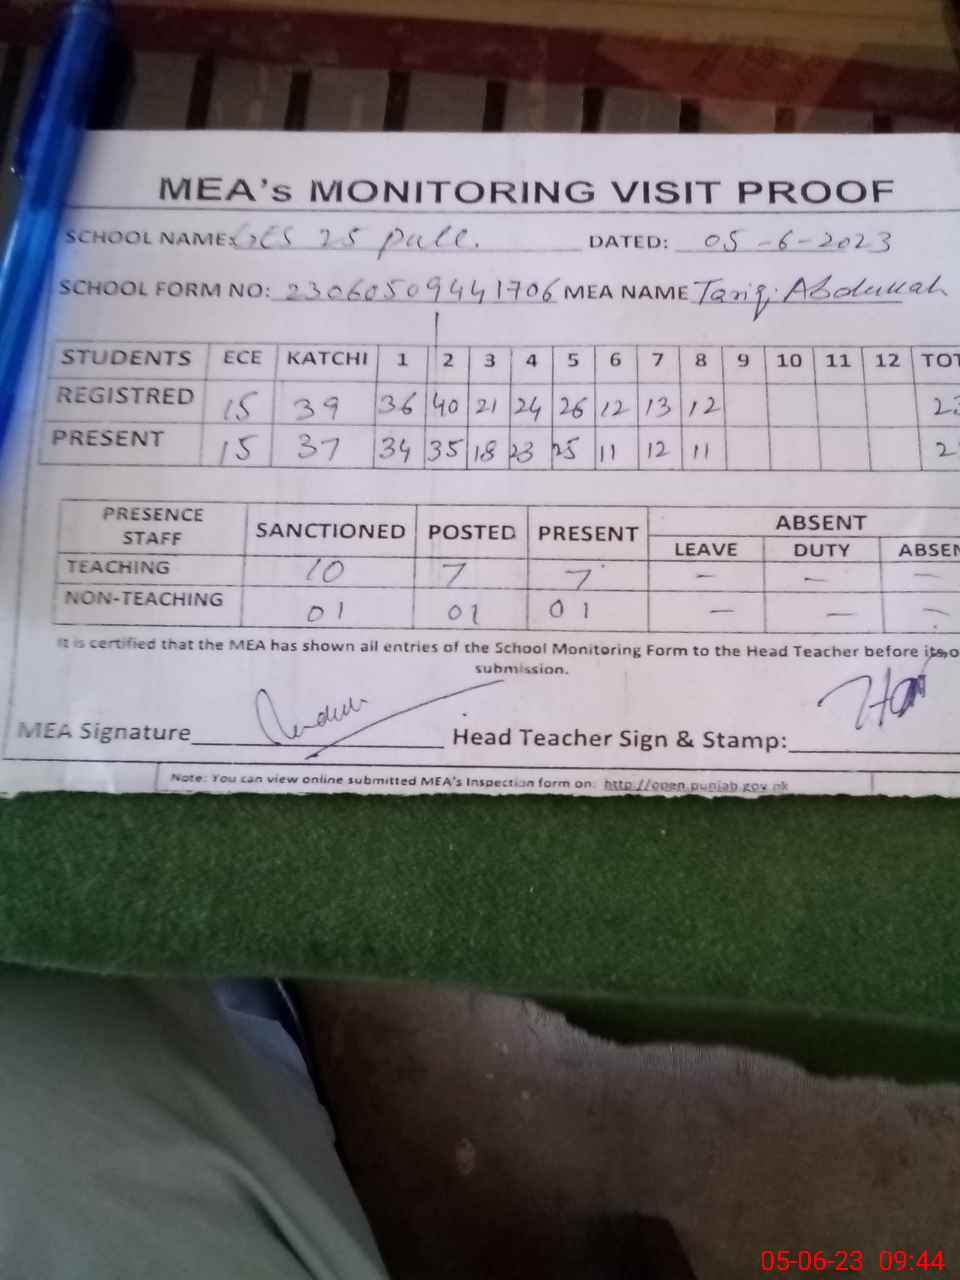 MEA's MONITORING VISIT PROOF
SCHOOL NAME: GES 25 Pull. DATED: 05-6-2023
SCHOOL FORM NO: 23060509441706 MEA NAME Tariq Abdullah
STUDENTS ECE KATCHI 1 2 3 4 5 6 7 8 9 10 11 12 TOT
REGISTRED 15 39 36 40 21 24 26 12 13 12 23
PRESENT 15 37 34 35 18 23 25 11 12 11 2
PRESENCE STAFF SANCTIONED POSTED PRESENT ABSENT
LEAVE DUTY ABSEN
TEACHING 10 7 7 - - -
NON-TEACHING 01 01 01 - - -
It is certified that the MEA has shown all entries of the School Monitoring Form to the Head Teacher before its o
submission.
MEA Signature Head Teacher Sign & Stamp:
Note: You can view online submitted MEA's Inspection form on: http://open.punjab.gov.pk
05-06-23 09:44